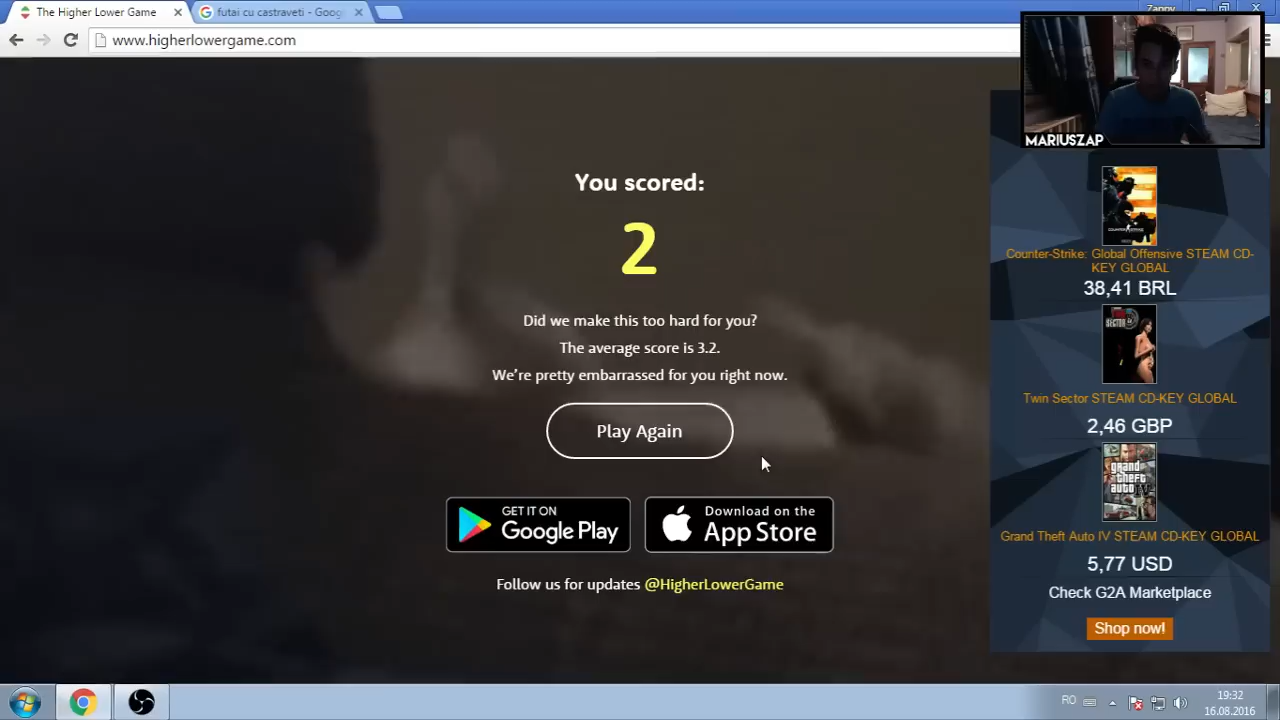 The Higher Lower Game
futai cu castraveti - Goog
Zappy
www.higherlowergame.com
MARIUSZAP
You scored:
2
Did we make this too hard for you?
The average score is 3.2.
We're pretty embarrassed for you right now.
Play Again
GET IT ON
Google Play
Download on the
App Store
Follow us for updates @HigherLowerGame
Counter-Strike: Global Offensive STEAM CD-
KEY GLOBAL
38,41 BRL
Twin Sector STEAM CD-KEY GLOBAL
2,46 GBP
grand
theft
auto IV
Grand Theft Auto IV STEAM CD-KEY GLOBAL
5,77 USD
Check G2A Marketplace
Shop now!
RO
19:32
16.08.2016